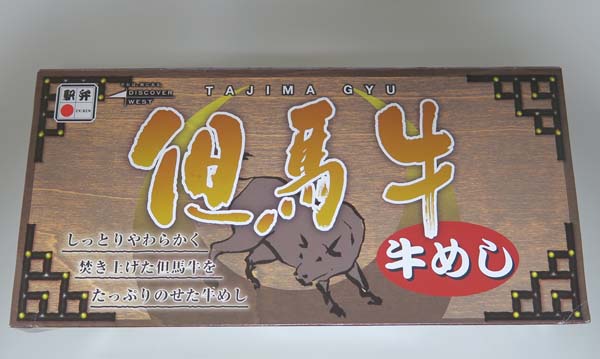 駅弁
DISCOVER
WEST
TAJIMA GYU
但馬牛
牛めし
しっとりやわらかく
焚き上げた但馬牛を
たっぷりのせた牛めし